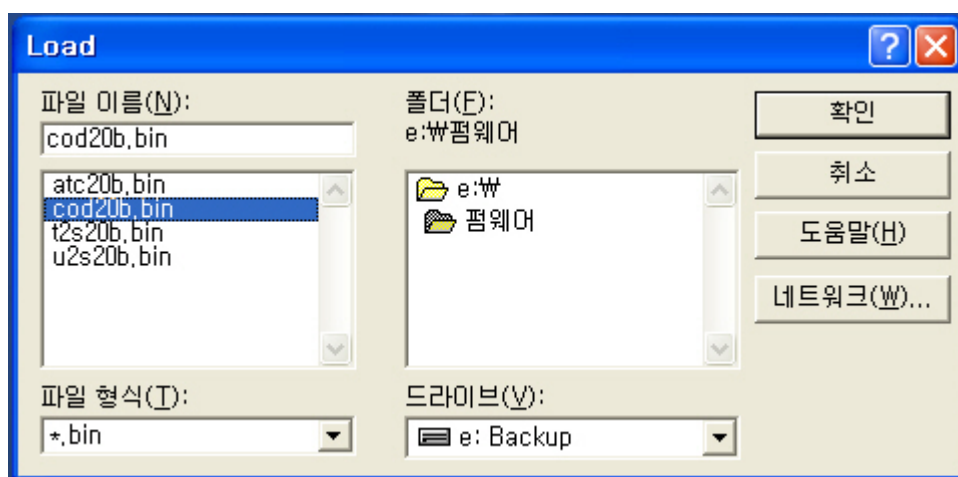 Load
파일 이름(N):
cod20b.bin
atc20b.bin
cod20b.bin
t2s20b.bin
u2s20b.bin
파일 형식(T):
*.bin
폴더(F):
e:₩펌웨어
e:₩
펌웨어
드라이브(V):
e: Backup
확인
취소
도움말(H)
네트워크(W)...